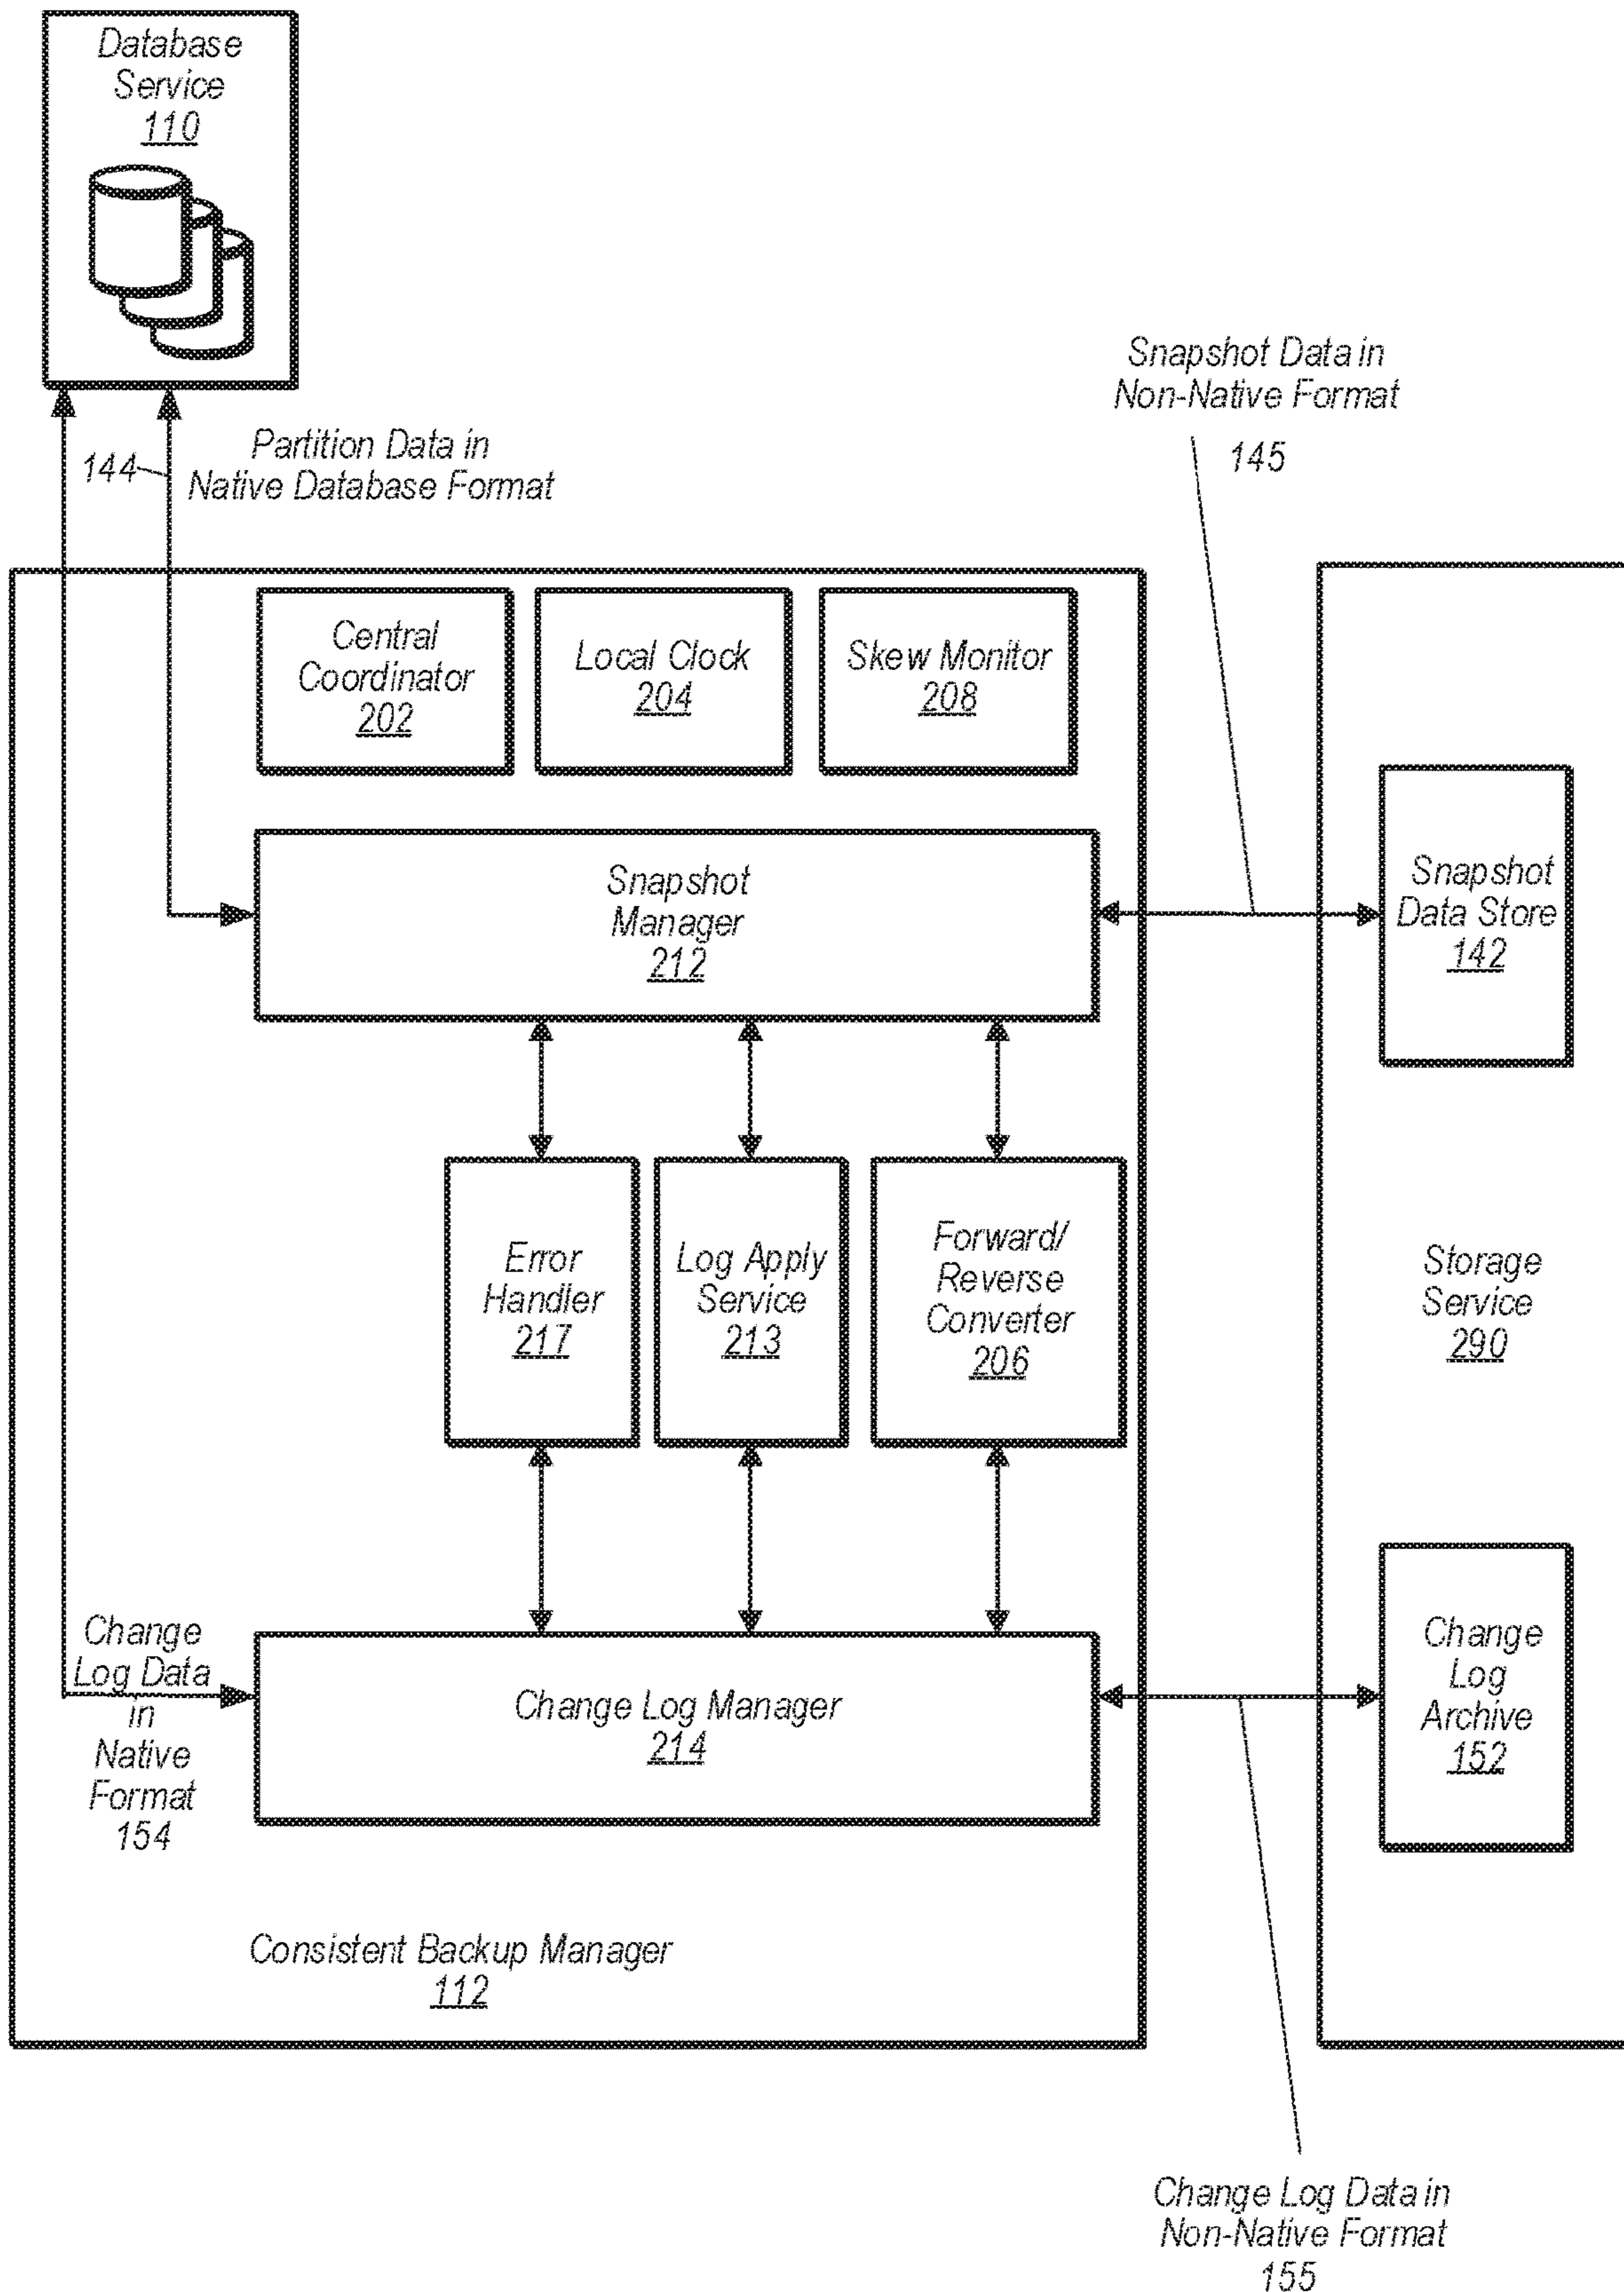 Database
Service
110
Snapshot Data in
Non-Native Format
145
144
Partition Data in
Native Database Format
Central
Coordinator
202
Local Clock
204
Skew Monitor
208
Snapshot
Manager
212
Snapshot
Data Store
142
Error
Handler
217
Log Apply
Service
213
Forward/
Reverse
Converter
206
Storage
Service
290
Change
Log Data
in
Native
Format
154
Change Log Manager
214
Change
Log
Archive
152
Consistent Backup Manager
112
Change Log Data in
Non-Native Format
155